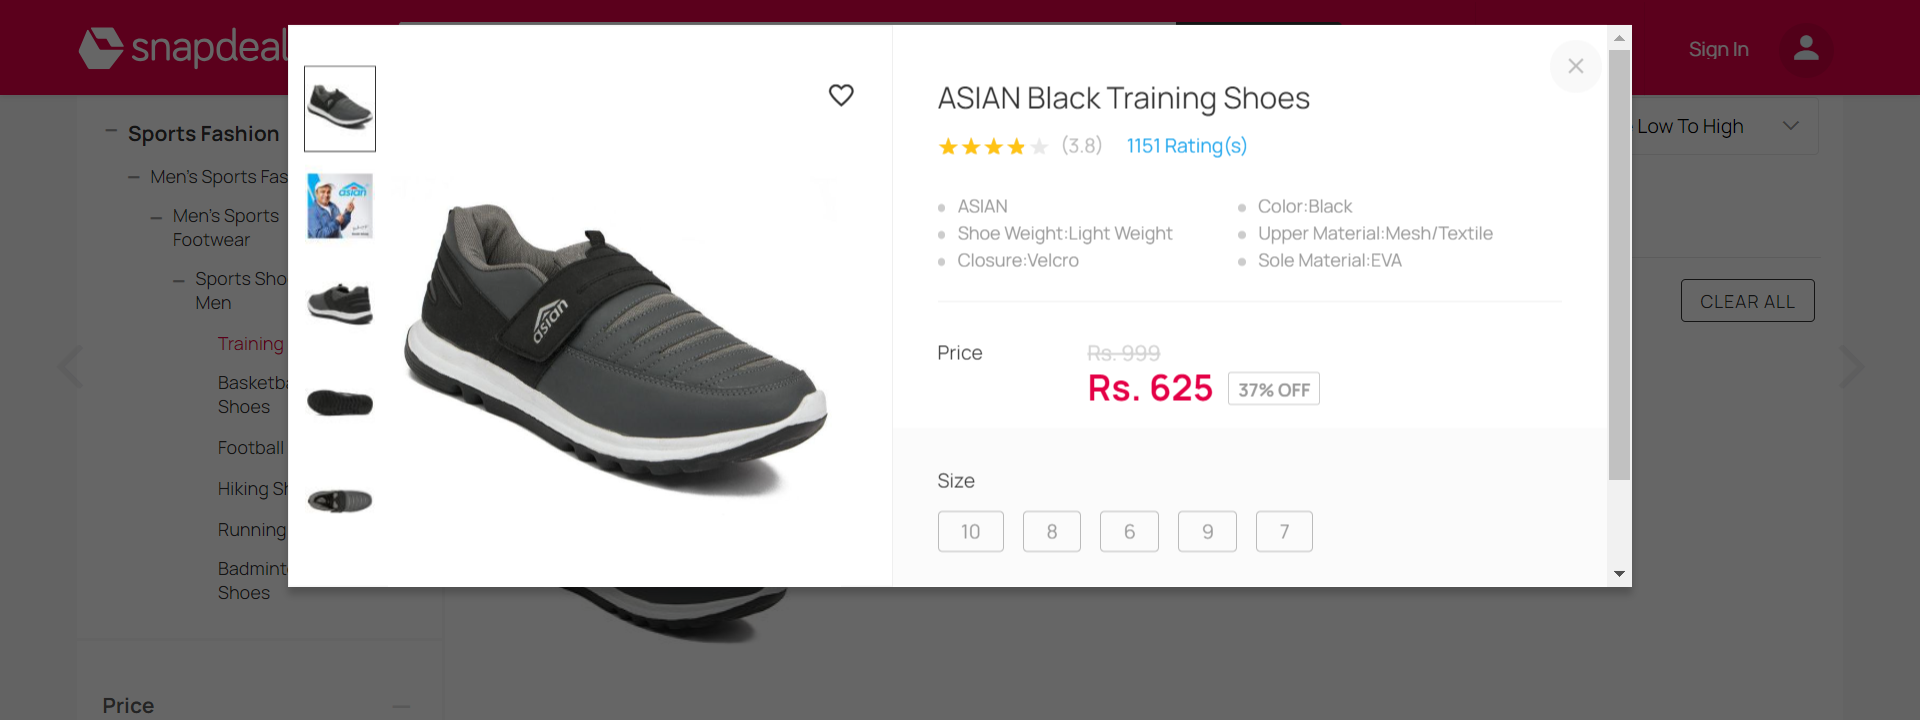 snapdeal
Sign In
Sports Fashion
Men's Sports Fas
Men's Sports
Footwear
Sports Sho
Men
Training
Basketba
Shoes
Football
Hiking Sh
Running
Badmint
Shoes
Price
asian
asian
ASIAN Black Training Shoes
(3.8) 1151 Rating(s)
ASIAN
Color:Black
Shoe Weight:Light Weight
Upper Material:Mesh/Textile
Closure:Velcro
Sole Material:EVA
Price
Rs. 999
Rs. 625 37% OFF
Size
10 8 6 9 7
Low To High
CLEAR ALL